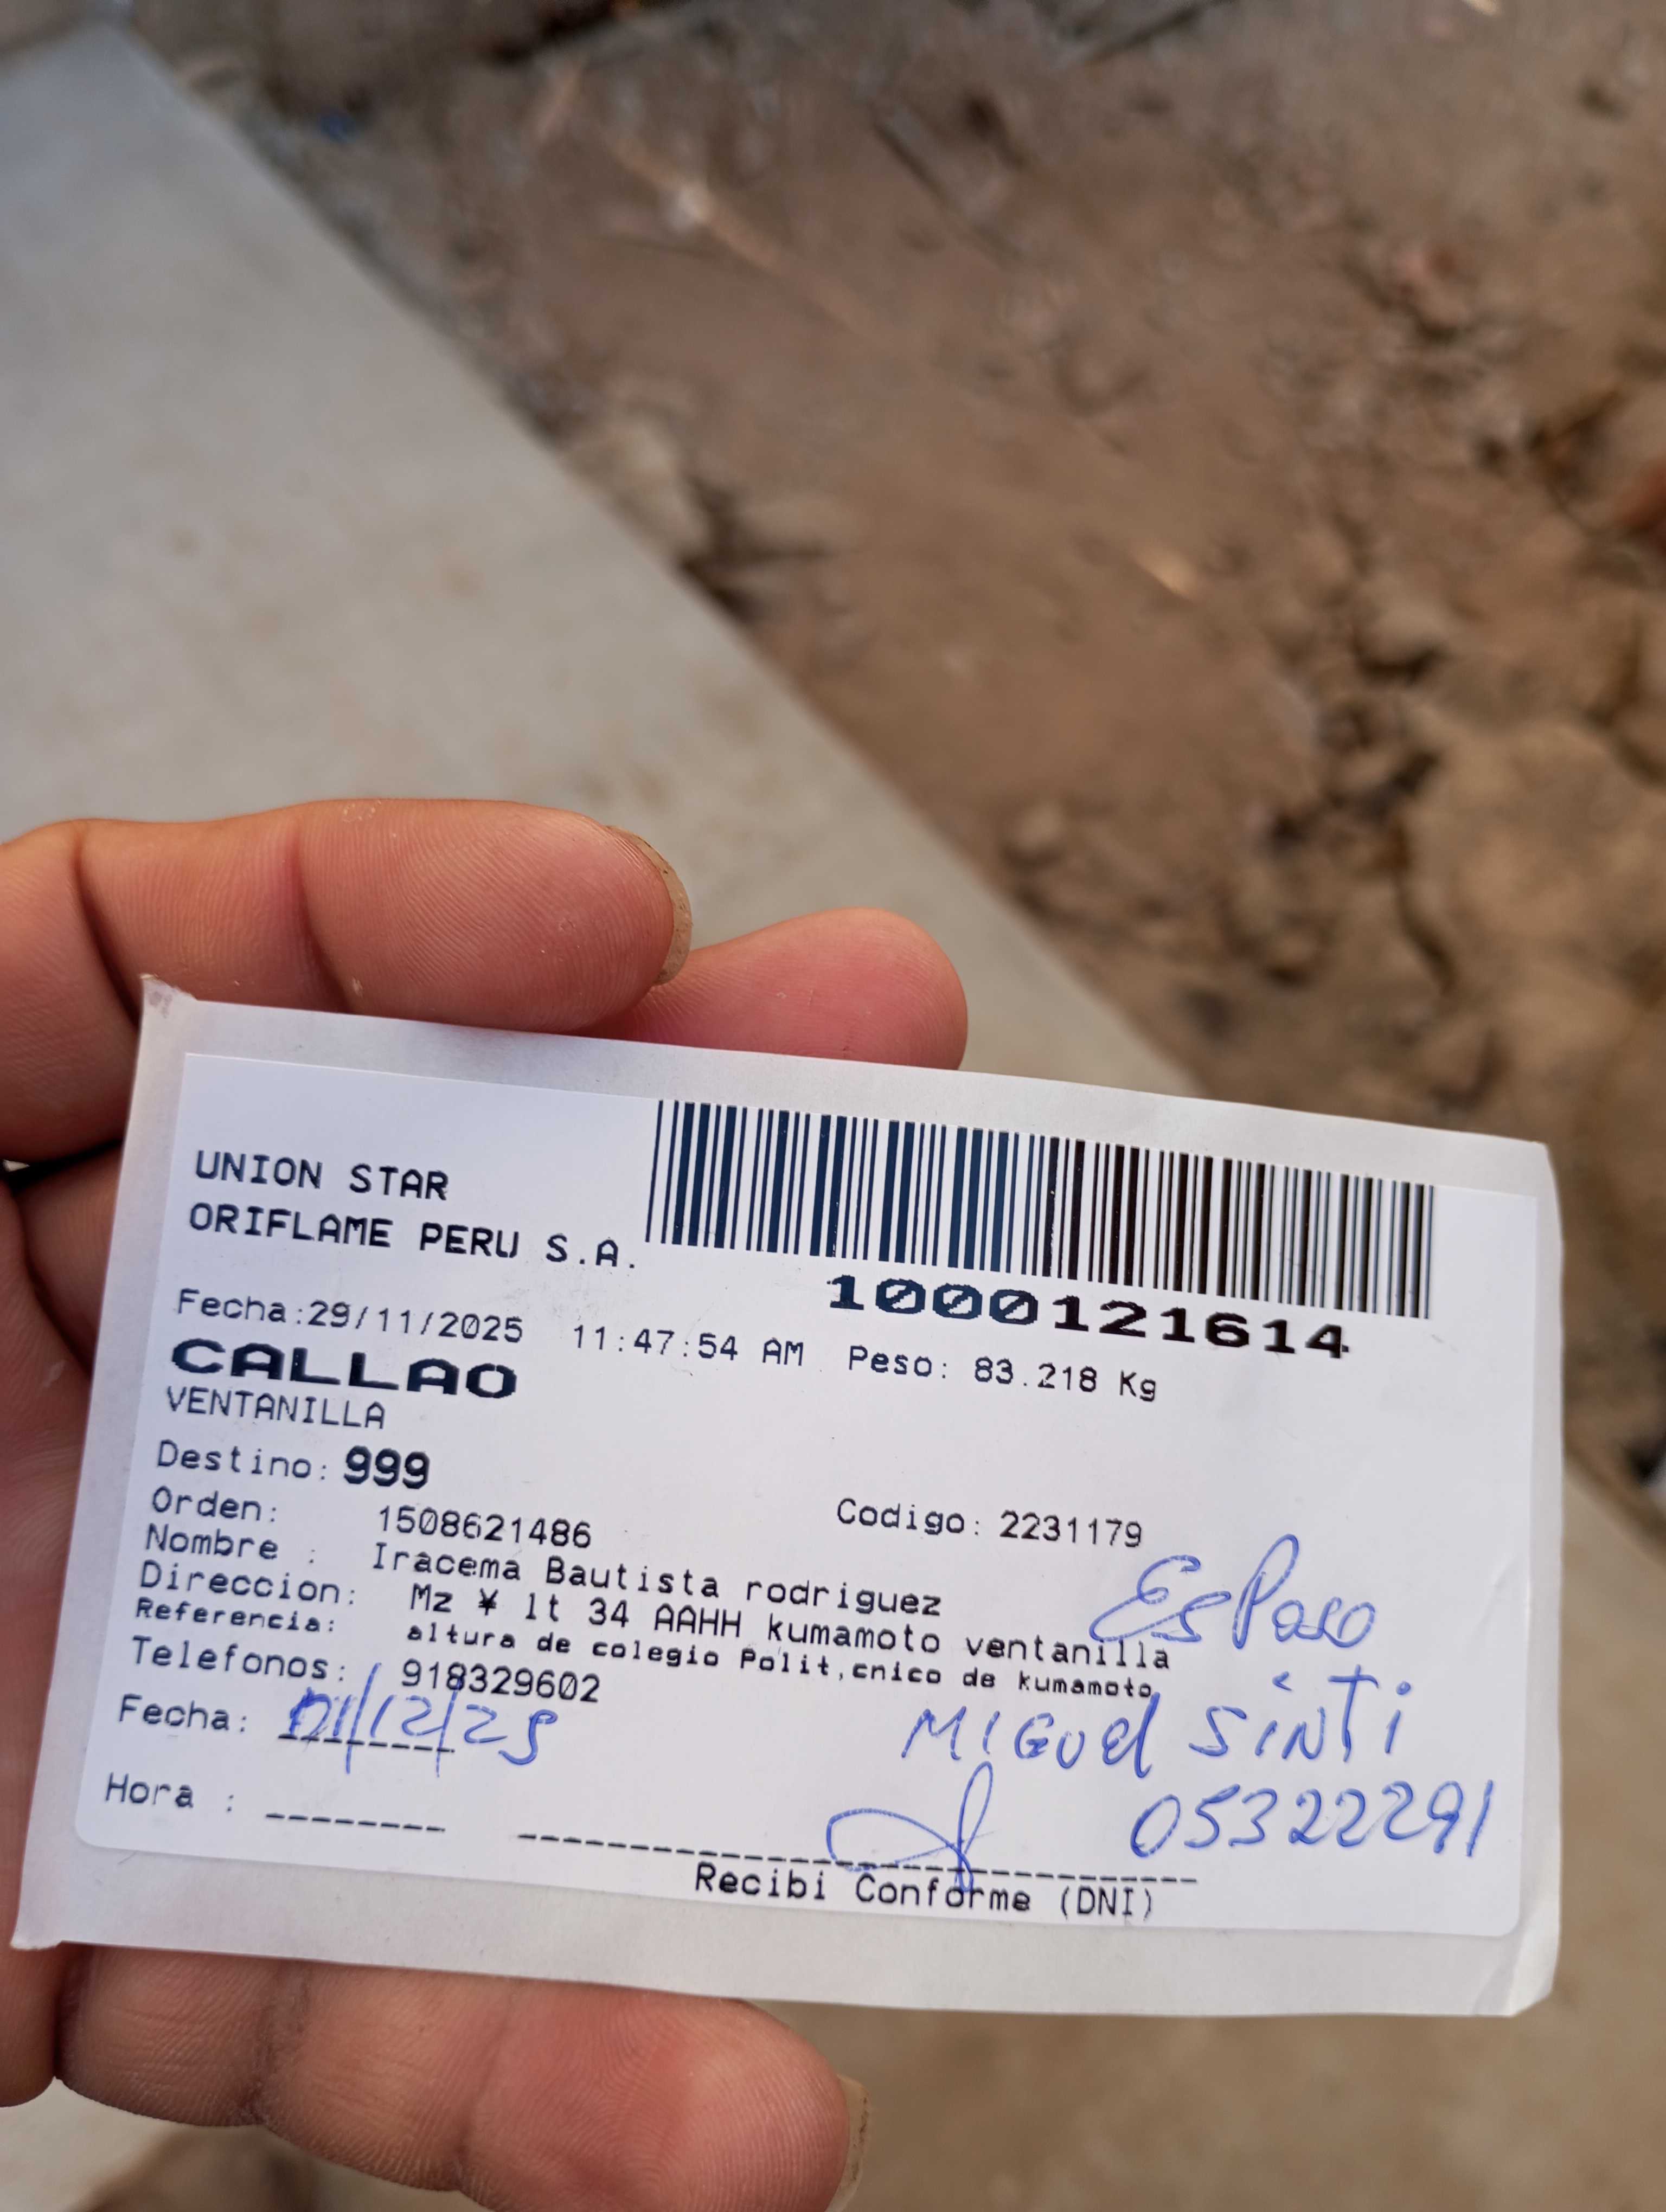 UNION STAR
ORIFLAME PERU S.A.
1000121614
Fecha:29/11/2025 11:47:54 AM Peso: 83.218 Kg
CALLAO
VENTANILLA
Destino: 999
Orden: 1508621486 Codigo: 2231179
Nombre : Iracema Bautista rodriguez
Direccion: Mz ¥ lt 34 AAHH kumamoto ventanilla
Referencia: altura de colegio Polit,cnico de kumamoto
Telefonos: 918329602
EsPoso
Fecha: 01/12/25
MIGUel SINTi
05322291
Hora :
Recibi Conforme (DNI)